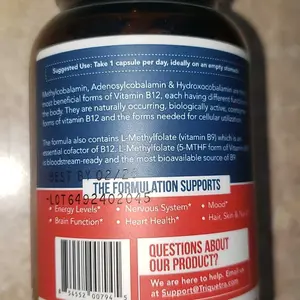 Suggested Use: Take 1 capsule per day, ideally on an empty stomach
Methylcobalamin, Adenosylcobalamin & Hydroxocobalamin are
most beneficial forms of Vitamin B12, each having different functions
the body. They are naturally occurring, biologically active, common
forms of vitamin B12 and the forms needed for cellular utilization
The formula also contains L-Methylfolate (vitamin B9) which is an
essential cofactor of B12. L-Methylfolate (5-MTHF form of Vitamin
is bloodstream-ready and the most bioavailable source of B9
BEST BY 02/26
THE FORMULATION SUPPORTS
LOT6492402045
• Energy Levels* • Nervous System* • Mood*
• Brain Function* • Heart Health* • Hair, Skin &
QUESTIONS ABOUT
OUR PRODUCT?
We are here to help. Email us at
Support@Triquetra.com